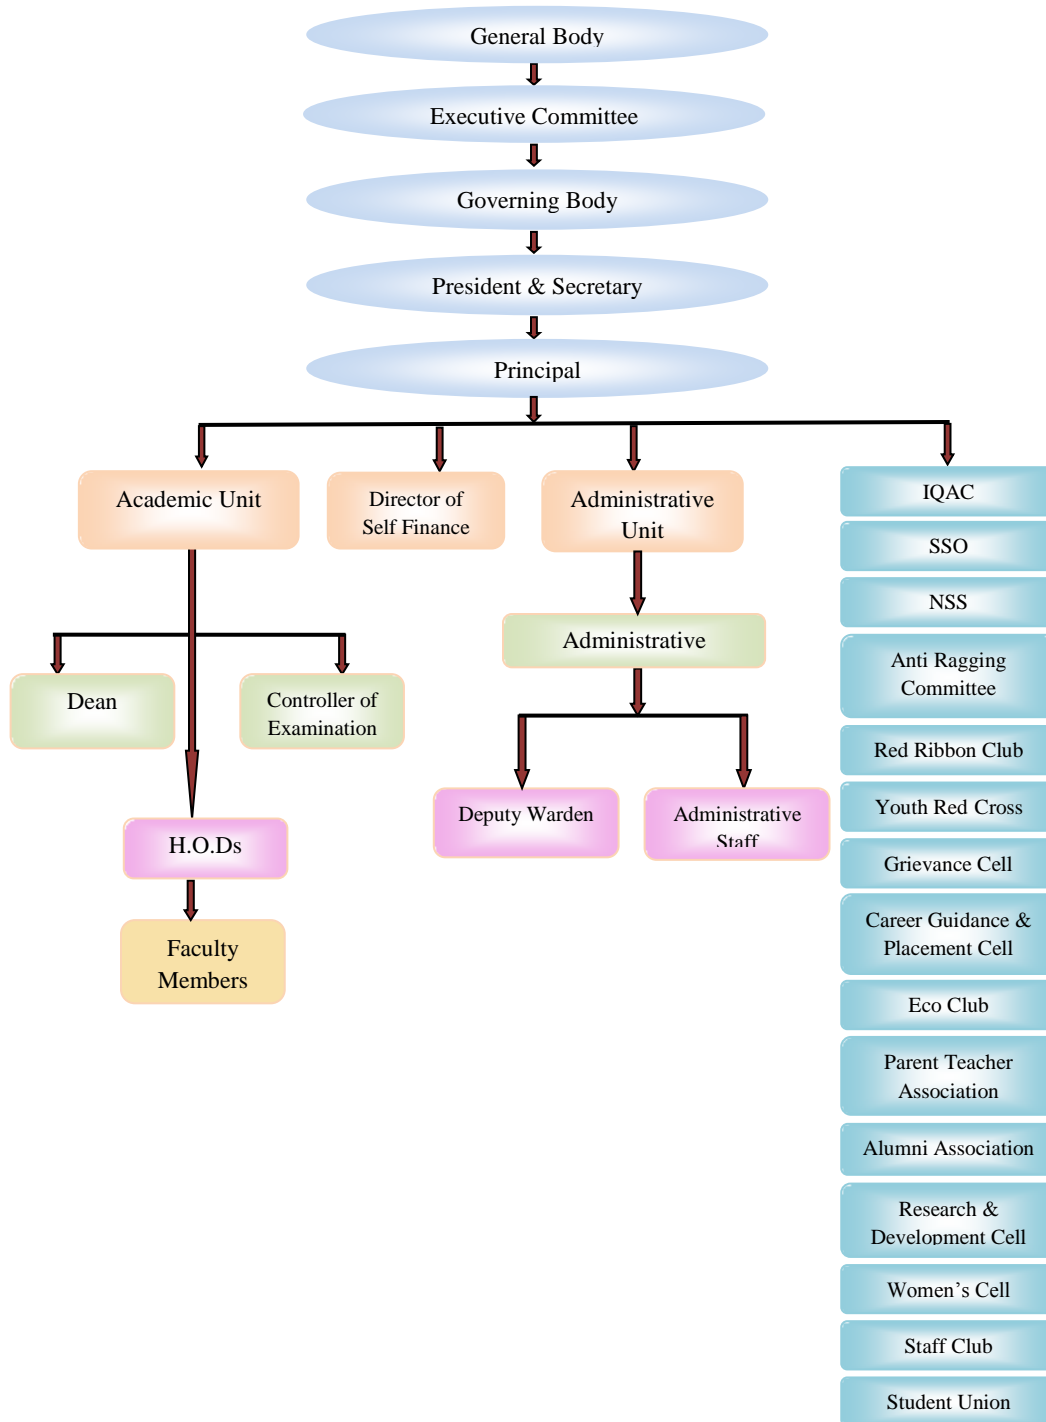 General Body
Executive Committee
Governing Body
President & Secretary
Principal
Academic Unit
Director of
Self Finance
Administrative
Unit
Administrative
Dean
Controller of
Examination
Deputy Warden
Administrative
Staff
H.O.Ds
Faculty
Members
IQAC
SSO
NSS
Anti Ragging
Committee
Red Ribbon Club
Youth Red Cross
Grievance Cell
Career Guidance &
Placement Cell
Eco Club
Parent Teacher
Association
Alumni Association
Research &
Development Cell
Women’s Cell
Staff Club
Student Union